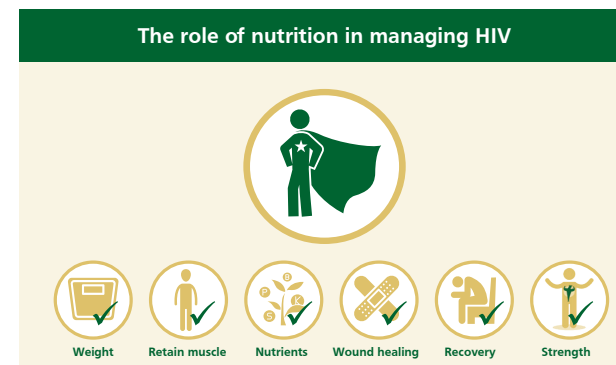 The role of nutrition in managing HIV
B
P
K
S
Weight
Retain muscle
Nutrients
Wound healing
Recovery
Strength